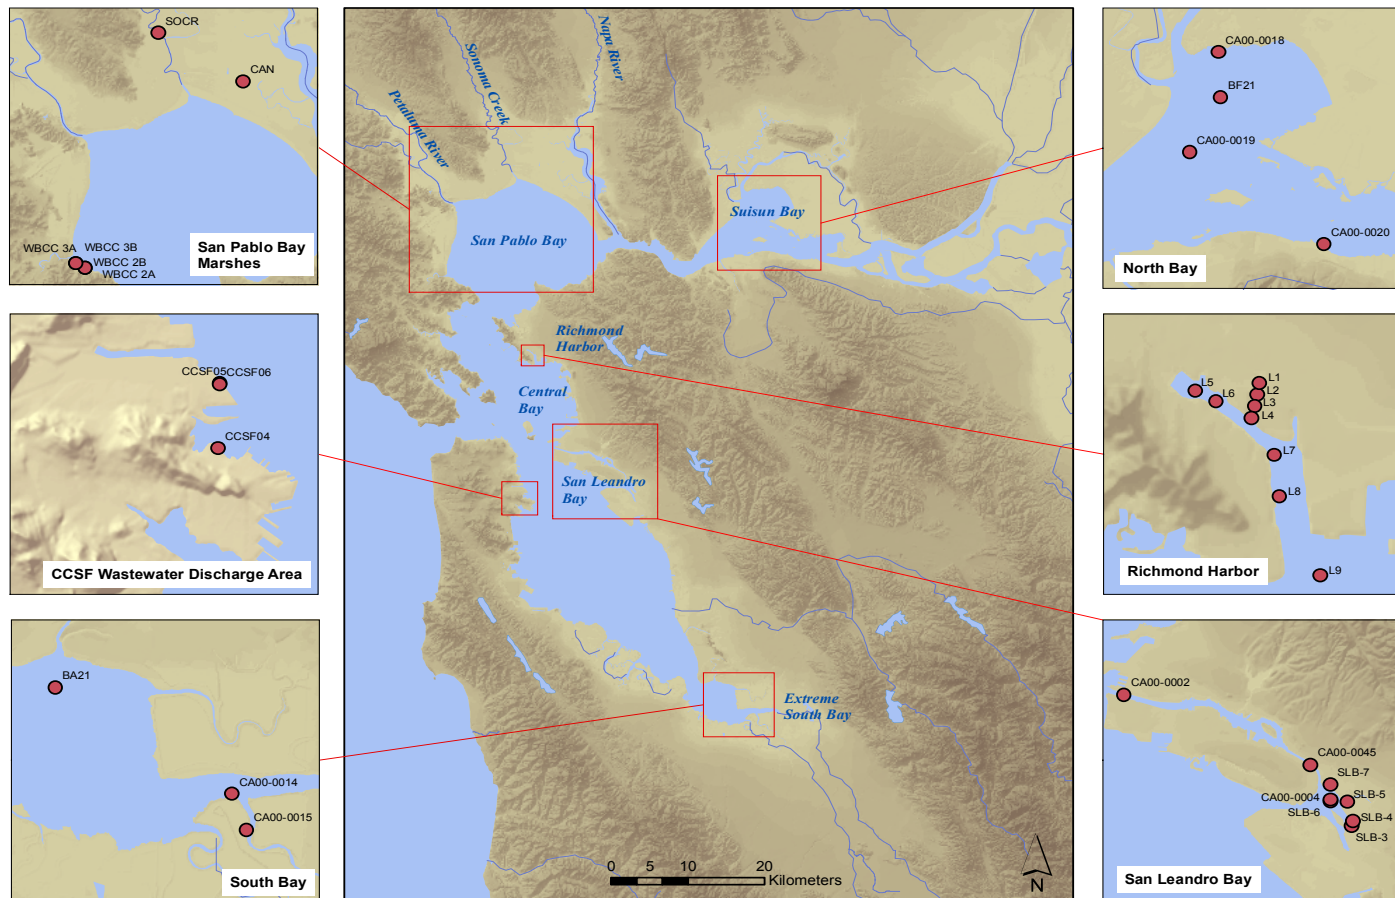 SOCR
CAN
WBCC 3A
WBCC 3B
WBCC 2B
WBCC 2A
San Pablo Bay
Marshes
CCSF05
CCSF06
CCSF04
CCSF Wastewater Discharge Area
BA21
CA00-0014
CA00-0015
South Bay
Petaluma River
Sonoma Creek
Napa River
San Pablo Bay
Suisun Bay
Richmond
Harbor
Central
Bay
San Leandro
Bay
Extreme
South Bay
0 5 10 20
Kilometers
N
CA00-0018
BF21
CA00-0019
CA00-0020
North Bay
L1
L2
L3
L4
L5
L6
L7
L8
L9
Richmond Harbor
CA00-0002
CA00-0045
SLB-7
CA00-0004
SLB-5
SLB-6
SLB-4
SLB-3
San Leandro Bay